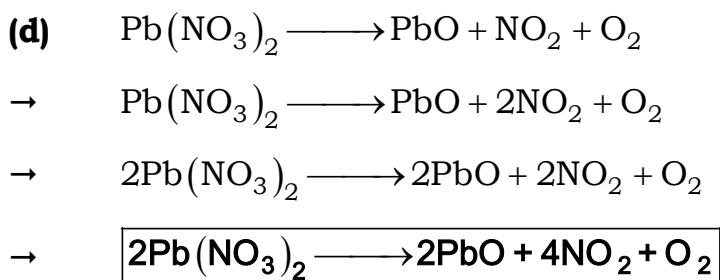 (d) Pb(NO₃)₂ ⟶ PbO + NO₂ + O₂
→ Pb(NO₃)₂ ⟶ PbO + 2NO₂ + O₂
→ 2Pb(NO₃)₂ ⟶ 2PbO + 2NO₂ + O₂
→ 2Pb(NO₃)₂ ⟶ 2PbO + 4NO₂ + O₂